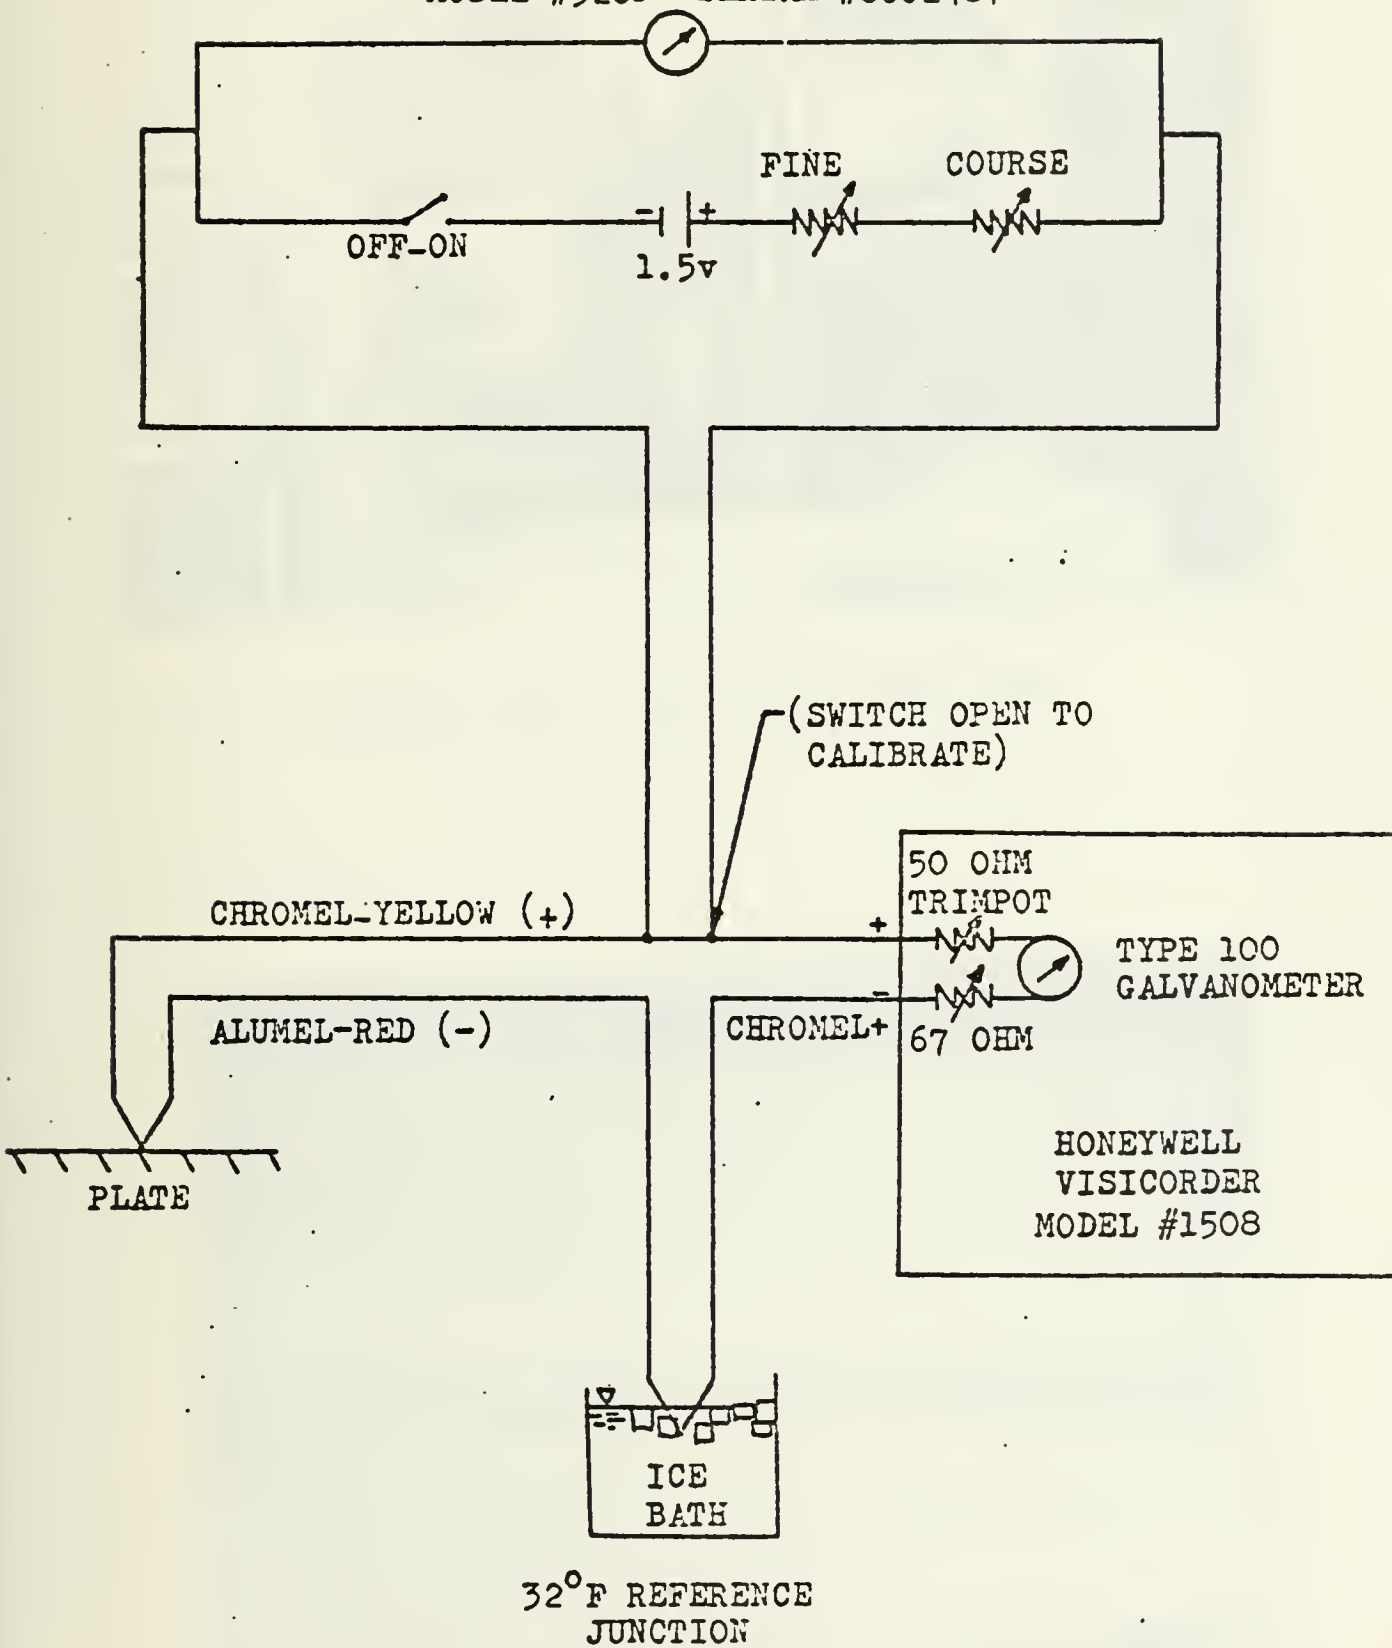 MODEL
FINE COURSE
- +
OFF-ON
1.5v
(SWITCH OPEN TO
CALIBRATE)
50 OHM
TRIMPOT
CHROMEL-YELLOW (+)
+
TYPE 100
GALVANOMETER
-
ALUMEL-RED (-)
CHROMEL+
67 OHM
HONEYWELL
VISICORDER
MODEL #1508
PLATE
ICE
BATH
32°F REFERENCE
JUNCTION